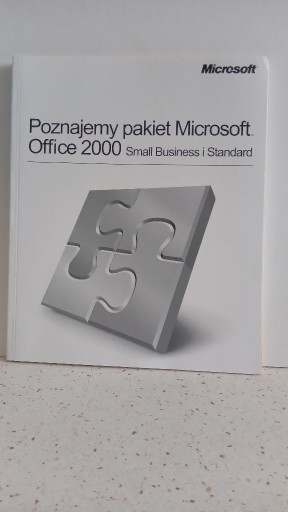 Microsoft
Poznajemy pakiet Microsoft®
Office 2000 Small Business i Standard